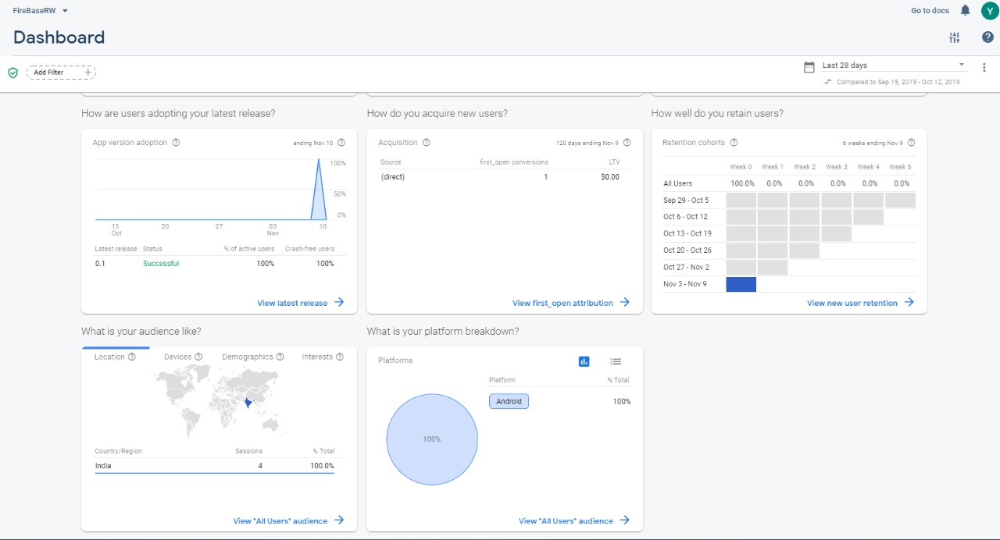 FireBaseRW
Go to docs
Y
Dashboard
Add Filter
Last 28 days
Compared to Sep 15, 2019 - Oct 12, 2019
How are users adopting your latest release?
App version adoption
ending Nov 10
100%
50%
0%
13 20 27 03 10
Oct Nov
Latest release Status % of active users Crash-free users
0.1 Successful 100% 100%
View latest release
How do you acquire new users?
Acquisition
120 days ending Nov 9
Source first_open conversions LTV
(direct) 1 $0.00
View first_open attribution
How well do you retain users?
Retention cohorts
6 weeks ending Nov 9
Week 0 Week 1 Week 2 Week 3 Week 4 Week 5
All Users 100.0% 0.0% 0.0% 0.0% 0.0% 0.0%
Sep 29 - Oct 5
Oct 6 - Oct 12
Oct 13 - Oct 19
Oct 20 - Oct 26
Oct 27 - Nov 2
Nov 3 - Nov 9
View new user retention
What is your audience like?
Location Devices Demographics Interests
Country/Region Sessions % Total
India 4 100.0%
View "All Users" audience
What is your platform breakdown?
Platforms
Platform % Total
Android 100%
100%
View "All Users" audience